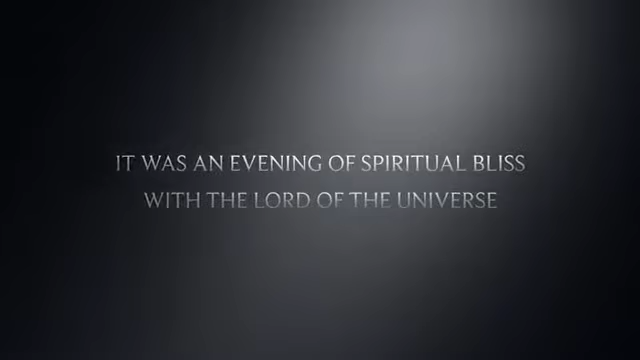 IT WAS AN EVENING OF SPIRITUAL BLISS
WITH THE LORD OF THE UNIVERSE